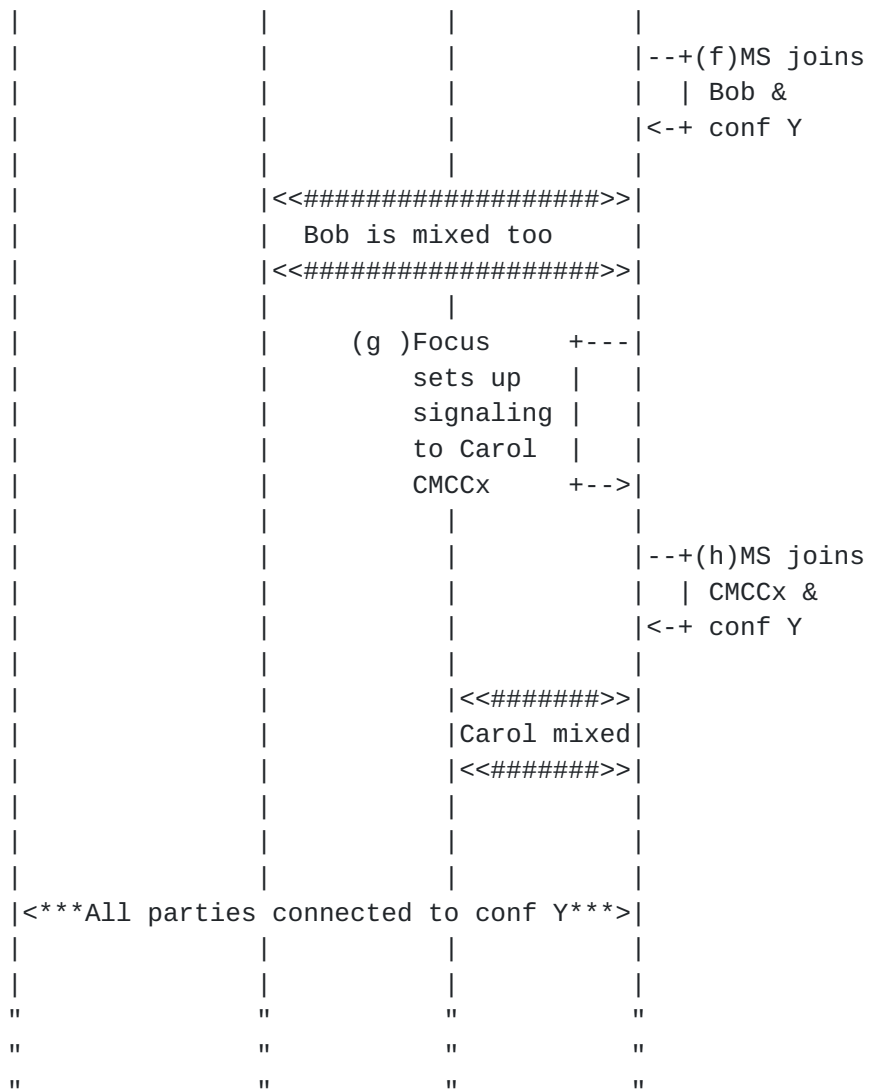 |               |           |           |
|               |           |           |--+(f)MS joins
|               |           |           |  | Bob &
|               |           |           |<-+ conf Y
|               |           |           |
|               |<<###################>>|
|               |  Bob is mixed too     |
|               |<<###################>>|
|               |           |           |
|               |     (g )Focus     +---|
|               |         sets up   |   |
|               |         signaling |   |
|               |         to Carol  |   |
|               |         CMCCx     +-->|
|               |           |           |
|               |           |           |--+(h)MS joins
|               |           |           |  | CMCCx &
|               |           |           |<-+ conf Y
|               |           |           |
|               |           |<<#######>>|
|               |           |Carol mixed|
|               |           |<<#######>>|
|               |           |           |
|               |           |           |
|               |           |           |
|<***All parties connected to conf Y***>|
|               |           |           |
|               |           |           |
"               "           "           "
"               "           "           "
"               "           "           "